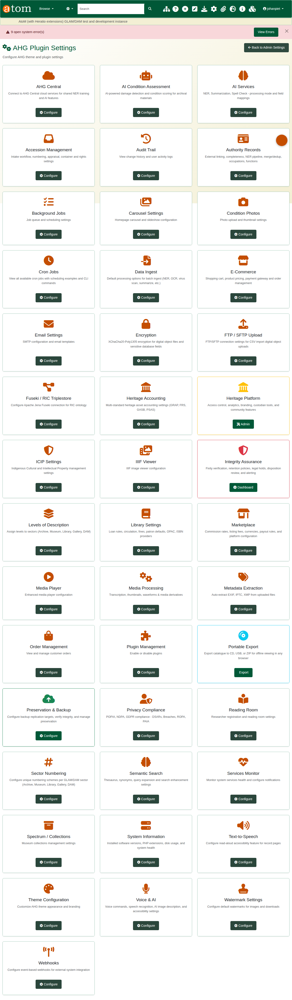 atom
Browse
Search
johanpiet
AtoM (with Heratio extensions) GLAM/DAM test and development instance
9 open system error(s)
View Errors
AHG Plugin Settings
Back to Admin Settings
Configure AHG theme and plugin settings
AHG Central
Connect to AHG Central cloud services for shared NER training
and AI features
Configure
AI Condition Assessment
AI-powered damage detection and condition scoring for archival
materials
Configure
AI Services
NER, Summarization, Spell Check - processing mode and field
mappings
Configure
Accession Management
Intake workflow, numbering, appraisal, container and rights
settings
Configure
Audit Trail
View change history and user activity logs
Configure
Authority Records
External linking, completeness, NER pipeline, merge/dedup,
occupations, functions
Configure
Background Jobs
Job queue and scheduling settings
Configure
Carousel Settings
Homepage carousel and slideshow configuration
Configure
Condition Photos
Photo upload and thumbnail settings
Configure
Cron Jobs
View all available cron jobs with scheduling examples and CLI
commands
Configure
Data Ingest
Default processing options for batch ingest (NER, OCR, virus
scan, summarize, etc.)
Configure
E-Commerce
Shopping cart, product pricing, payment gateway and order
management
Configure
Email Settings
SMTP configuration and email templates
Configure
Encryption
XChaCha20-Poly1305 encryption for digital object files and
sensitive database fields
Configure
FTP / SFTP Upload
FTP/SFTP connection settings for CSV import digital object
uploads
Configure
Fuseki / RIC Triplestore
Configure Apache Jena Fuseki connection for RIC ontology
Configure
Heritage Accounting
Multi-standard heritage asset accounting settings (GRAP, FRS,
GASB, PSAS)
Configure
Heritage Platform
Access control, analytics, branding, custodian tools, and
community features
Admin
ICIP Settings
Indigenous Cultural and Intellectual Property management
settings
Configure
IIIF Viewer
IIIF image viewer configuration
Configure
Integrity Assurance
Fixity verification, retention policies, legal holds, disposition
review, and alerting
Dashboard
Levels of Description
Assign levels to sectors (Archive, Museum, Library, Gallery, DAM)
Configure
Library Settings
Loan rules, circulation, fines, patron defaults, OPAC, ISBN
providers
Configure
Marketplace
Commission rates, listing fees, currencies, payout rules, and
platform configuration
Configure
Media Player
Enhanced media player configuration
Configure
Media Processing
Transcription, thumbnails, waveforms & media derivatives
Configure
Metadata Extraction
Auto-extract EXIF, IPTC, XMP from uploaded files
Configure
Order Management
View and manage customer orders
Configure
Plugin Management
Enable or disable plugins
Configure
Portable Export
Export catalogue to CD, USB, or ZIP for offline viewing in any
browser
Export
Preservation & Backup
Configure backup replication targets, verify integrity, and manage
preservation
Configure
Privacy Compliance
POPIA, NDPA, GDPR compliance - DSARs, Breaches, ROPA,
PAIA
Configure
Reading Room
Researcher registration and reading room settings
Configure
Sector Numbering
Configure unique numbering schemes per GLAM/DAM sector
(Archive, Museum, Library, Gallery, DAM)
Configure
Semantic Search
Thesaurus, synonyms, query expansion and search enhancement
settings
Configure
Services Monitor
Monitor system services health and configure notifications
Configure
Spectrum / Collections
Museum collections management settings
Configure
System Information
Installed software versions, PHP extensions, disk usage, and
system health
Configure
Text-to-Speech
Configure read-aloud accessibility feature for record pages
Configure
Theme Configuration
Customize AHG theme appearance and branding
Configure
Voice & AI
Voice commands, speech recognition, AI image description, and
accessibility settings
Configure
Watermark Settings
Configure default watermarks for images and downloads
Configure
Webhooks
Configure event-based webhooks for external system integration
Configure